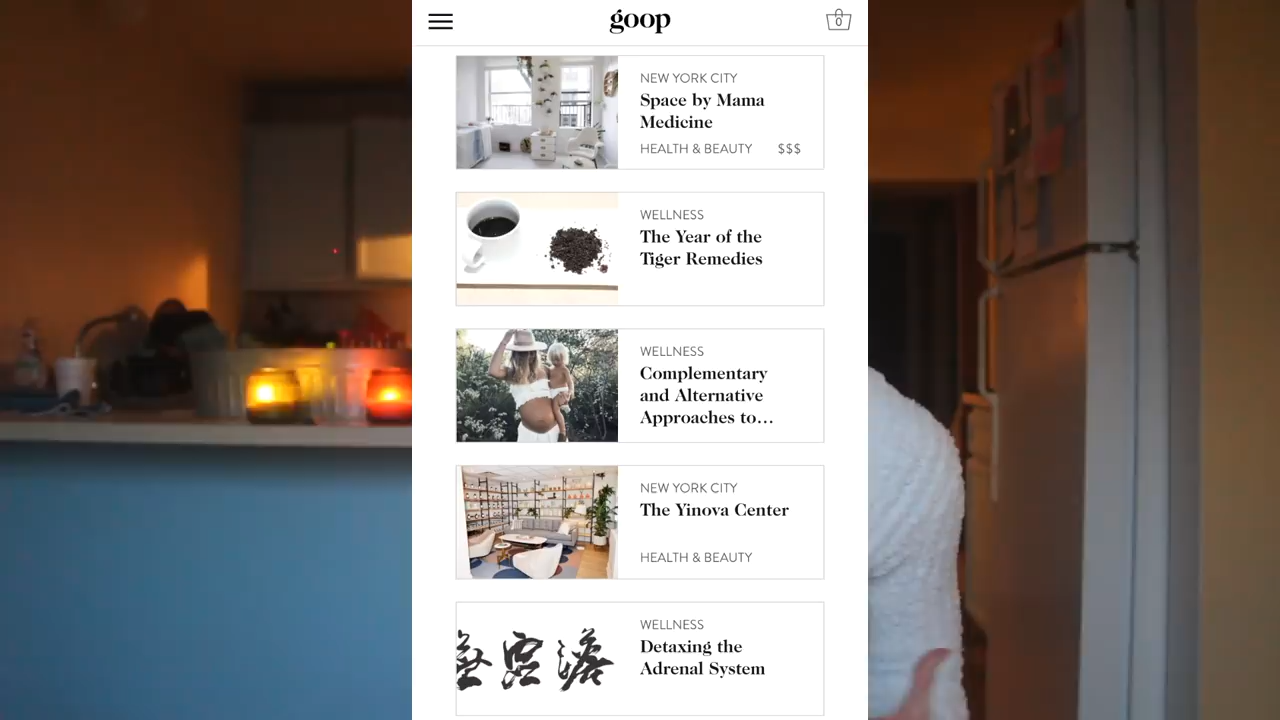 goop
0
NEW YORK CITY
Space by Mama
Medicine
HEALTH & BEAUTY $$$
WELLNESS
The Year of the
Tiger Remedies
WELLNESS
Complementary
and Alternative
Approaches to...
NEW YORK CITY
The Yinova Center
HEALTH & BEAUTY
WELLNESS
Detaxing the
Adrenal System